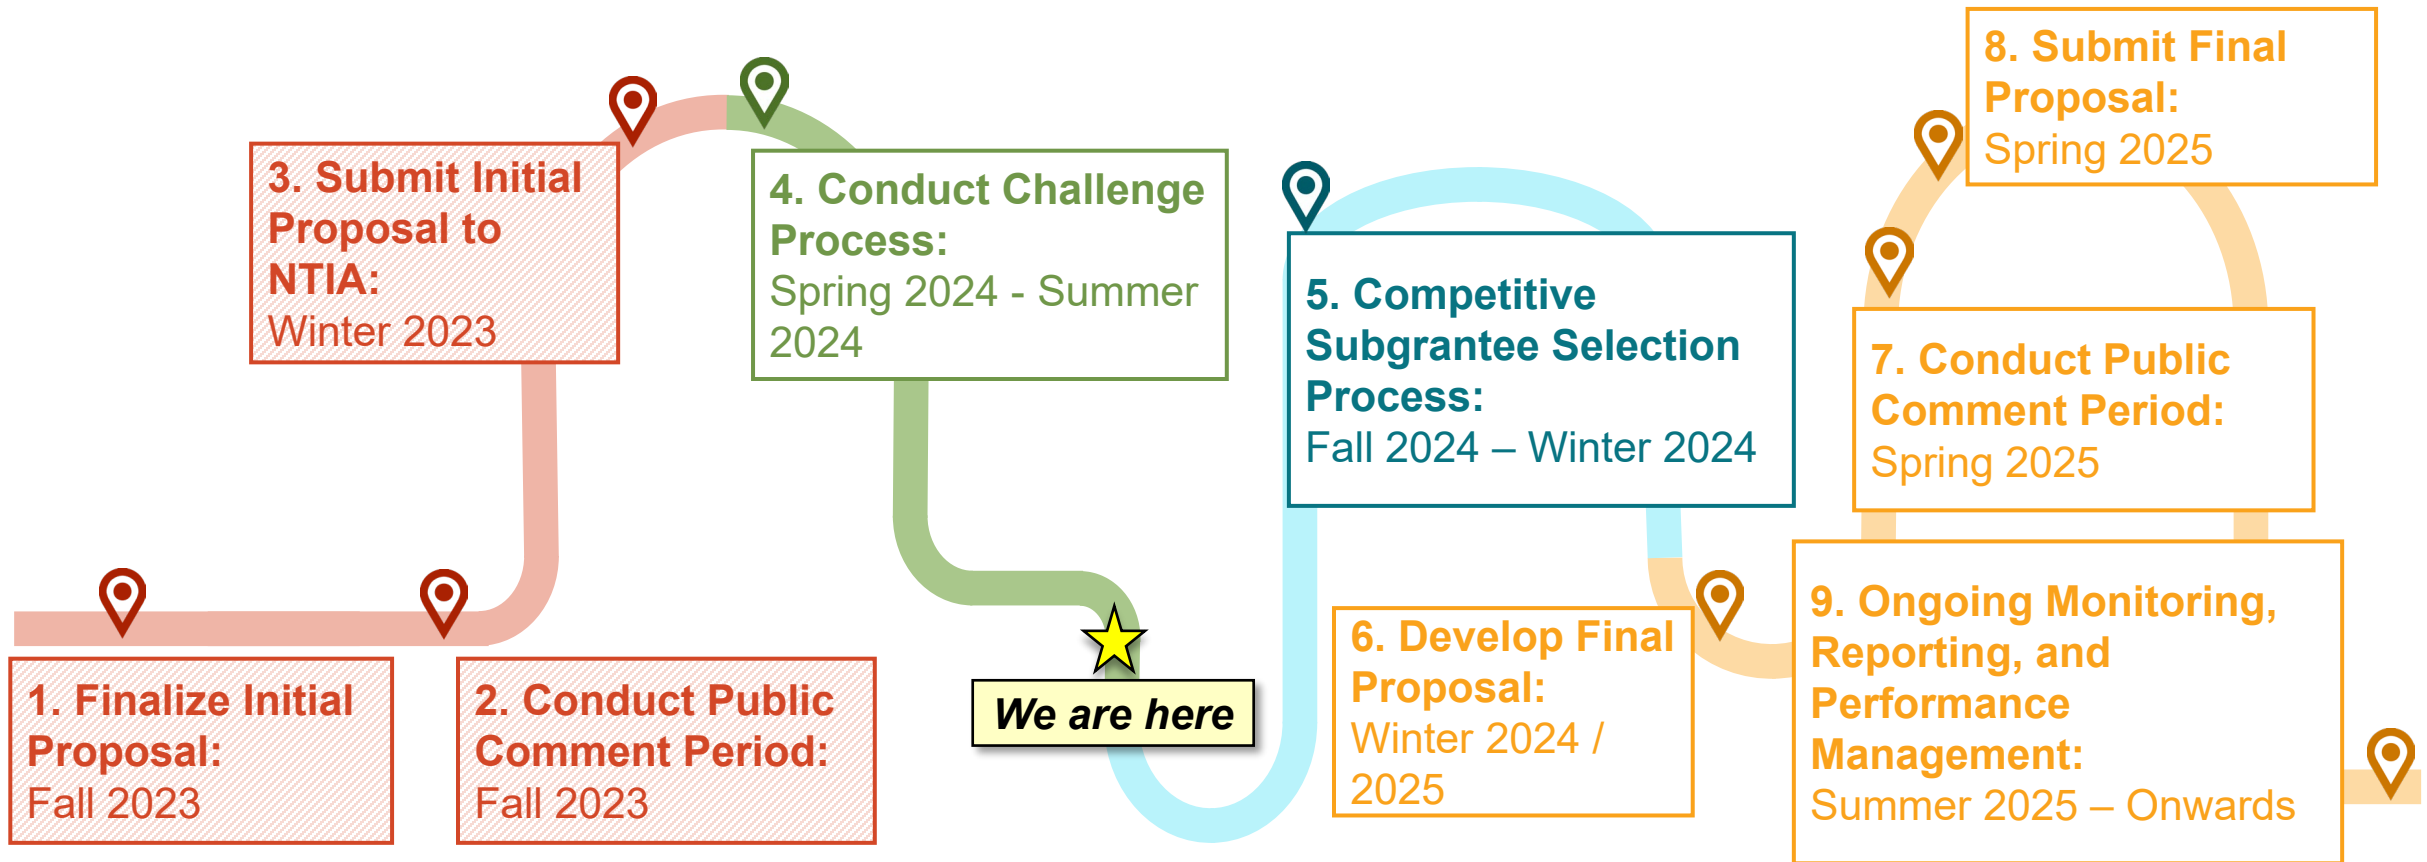 1. Finalize Initial
Proposal:
Fall 2023
2. Conduct Public
Comment Period:
Fall 2023
3. Submit Initial
Proposal to
NTIA:
Winter 2023
4. Conduct Challenge
Process:
Spring 2024 - Summer
2024
We are here
5. Competitive
Subgrantee Selection
Process:
Fall 2024 – Winter 2024
6. Develop Final
Proposal:
Winter 2024 /
2025
7. Conduct Public
Comment Period:
Spring 2025
8. Submit Final
Proposal:
Spring 2025
9. Ongoing Monitoring,
Reporting, and
Performance
Management:
Summer 2025 – Onwards